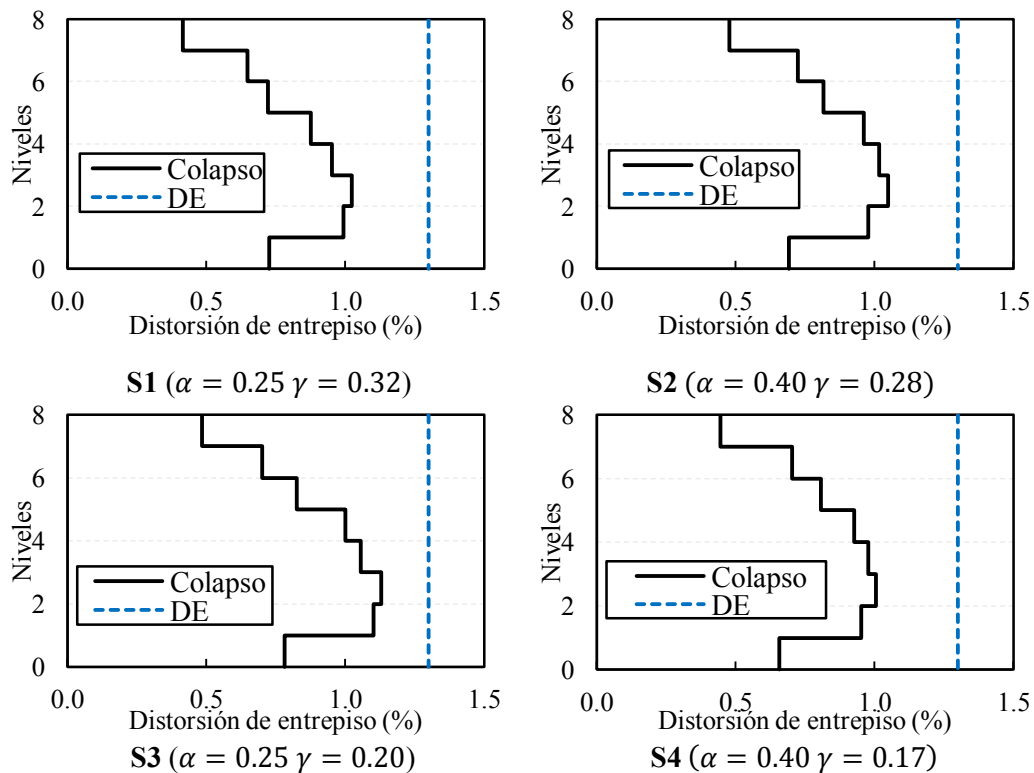 8
6
4
2
0
Niveles
Colapso
DE
0.0 0.5 1.0 1.5
Distorsión de entrepiso (%)
S1 (α = 0.25 γ = 0.32)
8
6
4
2
0
Niveles
Colapso
DE
0.0 0.5 1.0 1.5
Distorsión de entrepiso (%)
S2 (α = 0.40 γ = 0.28)
8
6
4
2
0
Niveles
Colapso
DE
0.0 0.5 1.0 1.5
Distorsión de entrepiso (%)
S3 (α = 0.25 γ = 0.20)
8
6
4
2
0
Niveles
Colapso
DE
0.0 0.5 1.0 1.5
Distorsión de entrepiso (%)
S4 (α = 0.40 γ = 0.17)